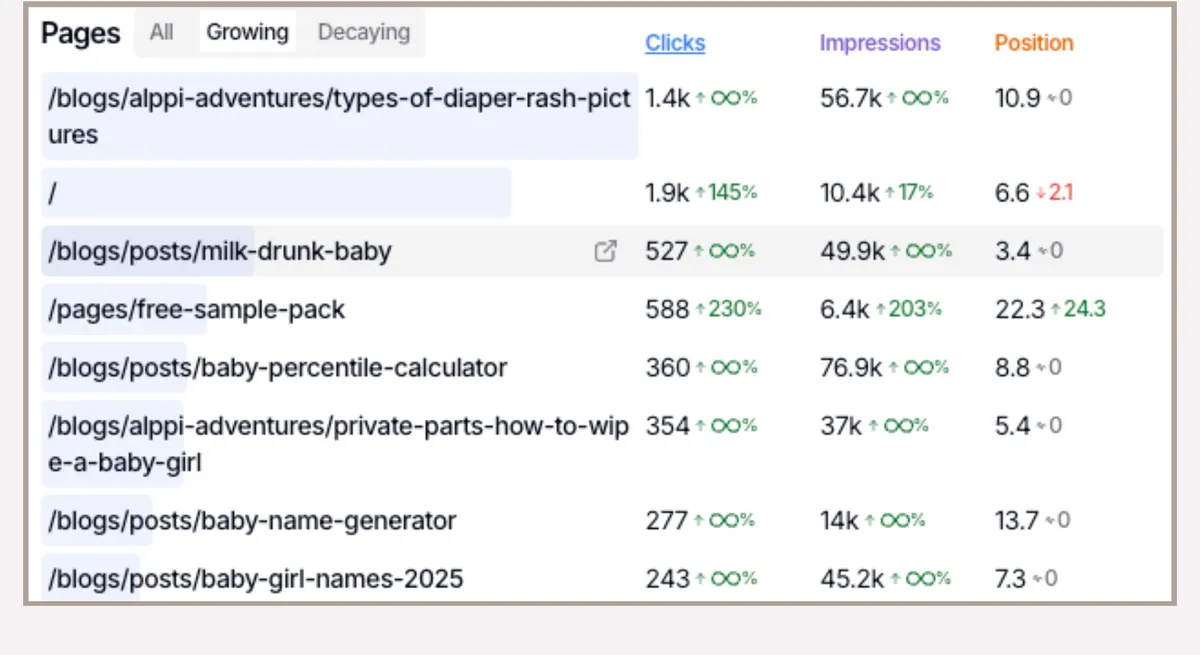 Pages All Growing Decaying Clicks Impressions Position
/blogs/alppi-adventures/types-of-diaper-rash-pict 1.4k ↑∞% 56.7k ↑∞% 10.9 0
ures
/ 1.9k ↑145% 10.4k ↑17% 6.6 ↓2.1
/blogs/posts/milk-drunk-baby 527 ↑∞% 49.9k ↑∞% 3.4 0
/pages/free-sample-pack 588 ↑230% 6.4k ↑203% 22.3 ↑24.3
/blogs/posts/baby-percentile-calculator 360 ↑∞% 76.9k ↑∞% 8.8 0
/blogs/alppi-adventures/private-parts-how-to-wip 354 ↑∞% 37k ↑∞% 5.4 0
e-a-baby-girl
/blogs/posts/baby-name-generator 277 ↑∞% 14k ↑∞% 13.7 0
/blogs/posts/baby-girl-names-2025 243 ↑∞% 45.2k ↑∞% 7.3 0